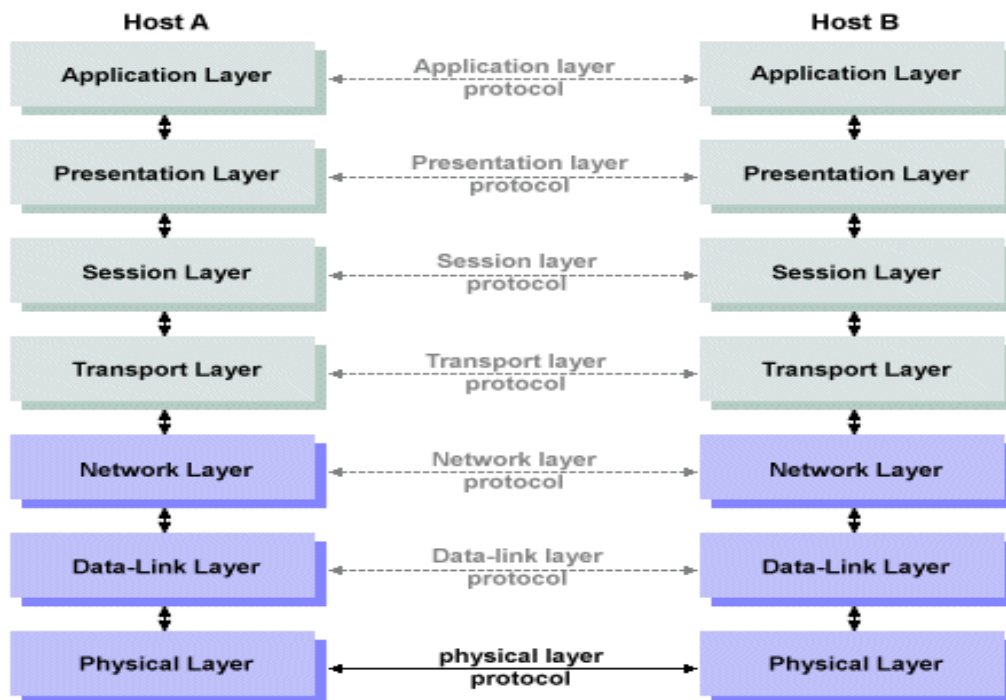 Host A
Host B
Application Layer
Application layer
protocol
Application Layer
Presentation Layer
Presentation layer
protocol
Presentation Layer
Session Layer
Session layer
protocol
Session Layer
Transport Layer
Transport layer
protocol
Transport Layer
Network Layer
Network layer
protocol
Network Layer
Data-Link Layer
Data-link layer
protocol
Data-Link Layer
Physical Layer
physical layer
protocol
Physical Layer